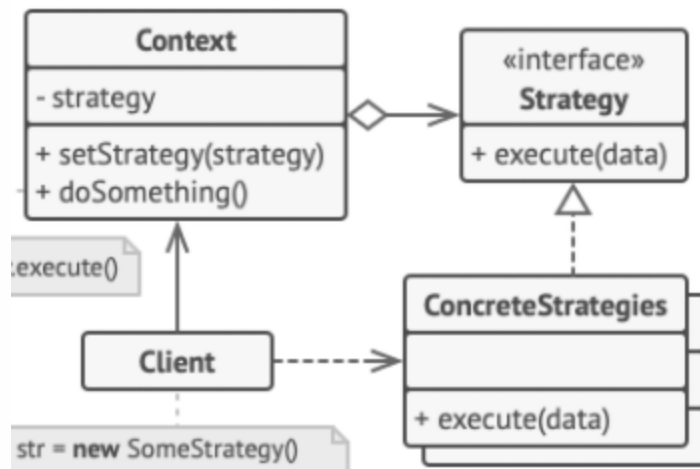 Context
- strategy
+ setStrategy(strategy)
+ doSomething()
«interface»
Strategy
+ execute(data)
.execute()
Client
ConcreteStrategies
+ execute(data)
str = new SomeStrategy()